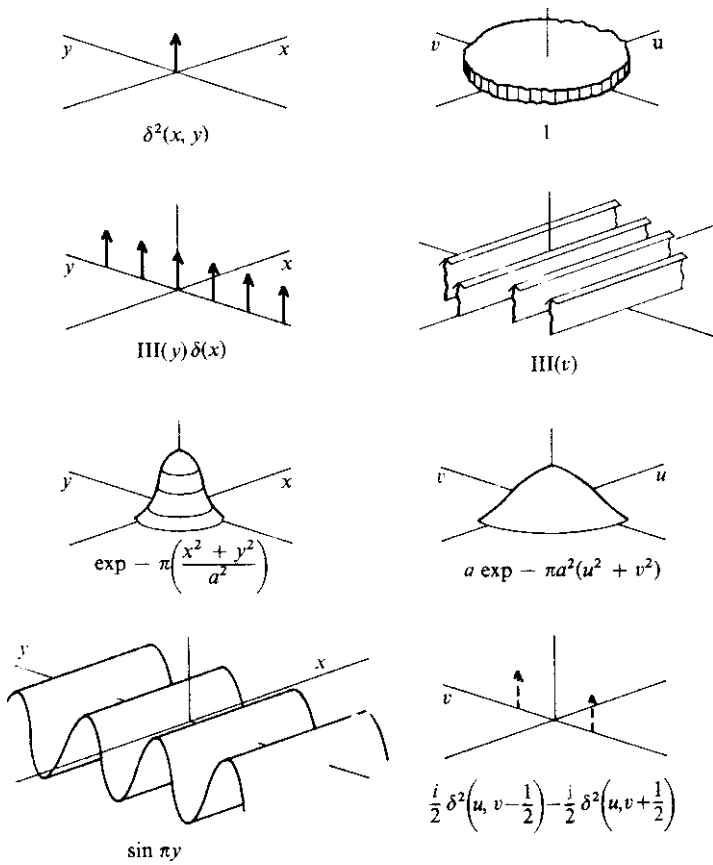 y x v u
δ²(x, y) 1
y x
III(y) δ(x) III(v)
y x v u
exp − π(x² + y²/a²) a exp − πa²(u² + v²)
y x v
i/2 δ²(u, v−1/2)−i/2 δ²(u,v+1/2)
sin πy